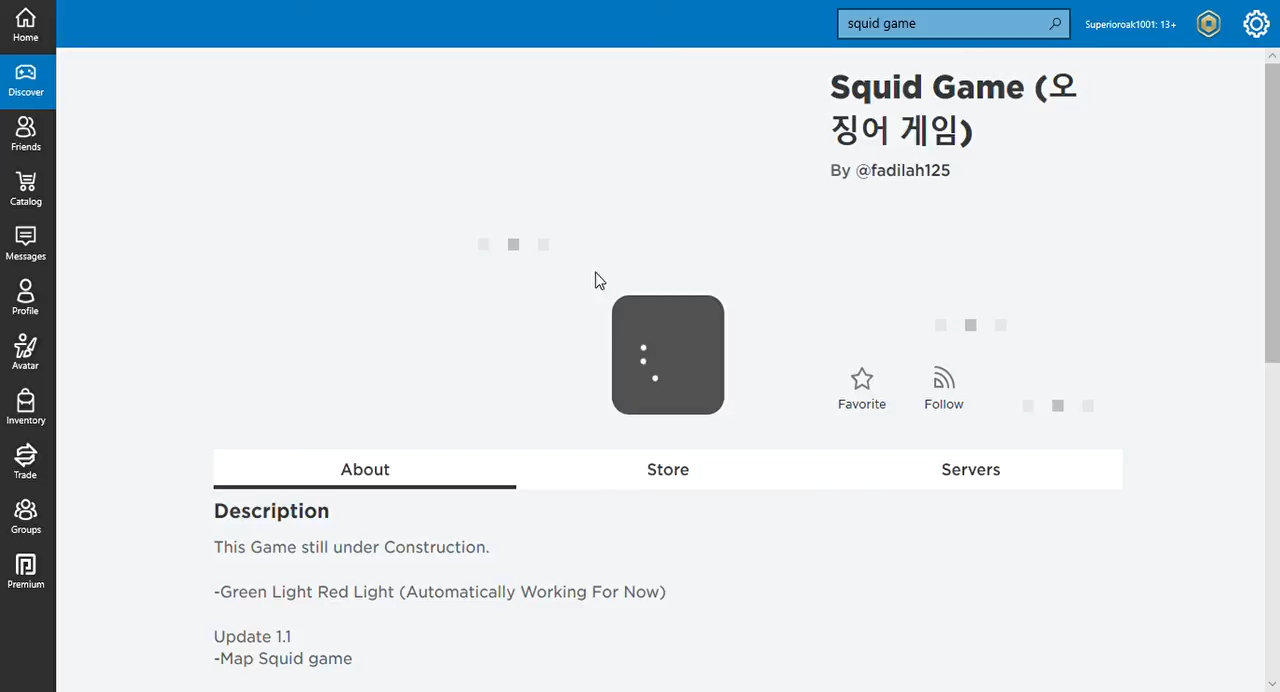 Home
squid game
Superioroak1001: 13+
Discover
Friends
Catalog
Messages
Profile
Avatar
Inventory
Trade
Groups
Premium
Squid Game (오
징어 게임)
By @fadilah125
Favorite
Follow
About
Store
Servers
Description
This Game still under Construction.
-Green Light Red Light (Automatically Working For Now)
Update 1.1
-Map Squid game